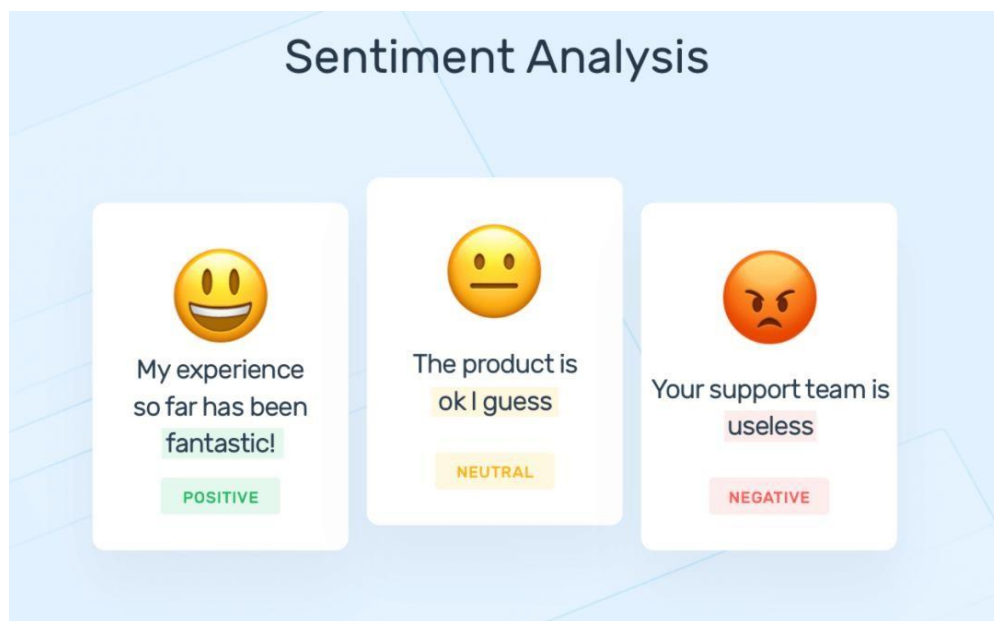 Sentiment Analysis
My experience
so far has been
fantastic!
POSITIVE
The product is
ok I guess
NEUTRAL
Your support team is
useless
NEGATIVE